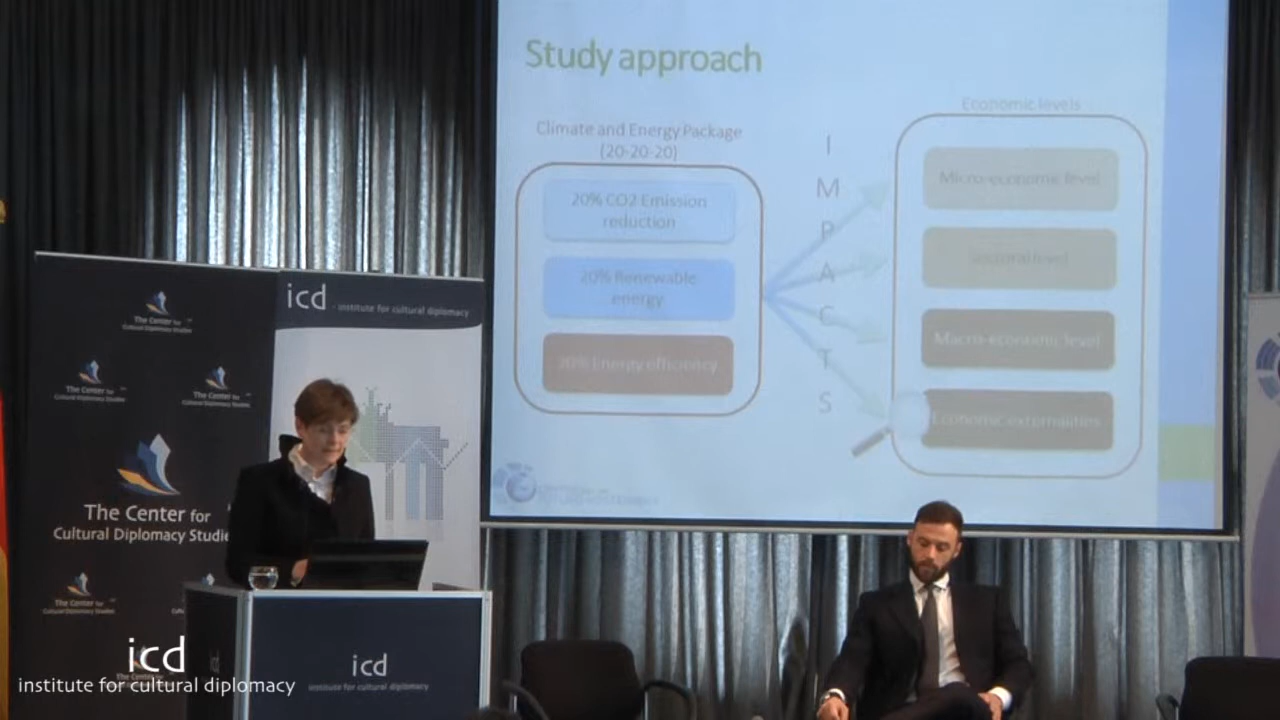 Study approach
Economic levels
Climate and Energy Package
(20-20-20)
20% CO2 Emission
reduction
20% Renewable
energy
20% Energy efficiency
I
M
P
A
C
T
S
Micro-economic level
Sectoral level
Macro-economic level
Economic externalities
icd - institute for cultural diplomacy
The Center for
Cultural Diplomacy Studies
The Center for
Cultural Diplomacy Studies
The Center for
Cultural Diplomacy Studies
The Center for
Cultural Diplomacy Studie
The Center for
Cultural Diplomacy Studies
icd
institute for cultural diplomacy
icd
institute for cultural diplomacy